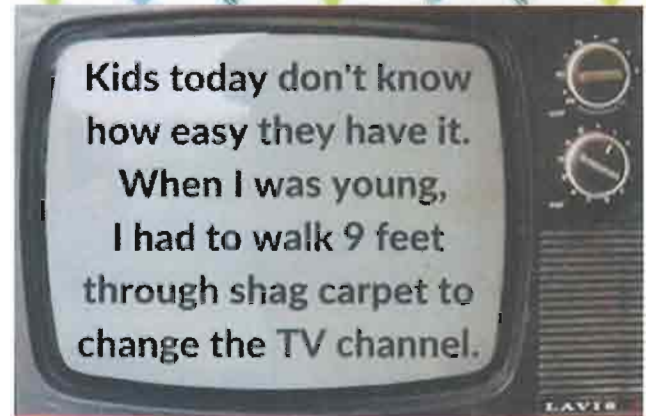 Kids today don't know
how easy they have it.
When I was young,
I had to walk 9 feet
through shag carpet to
change the TV channel.
LAVIS